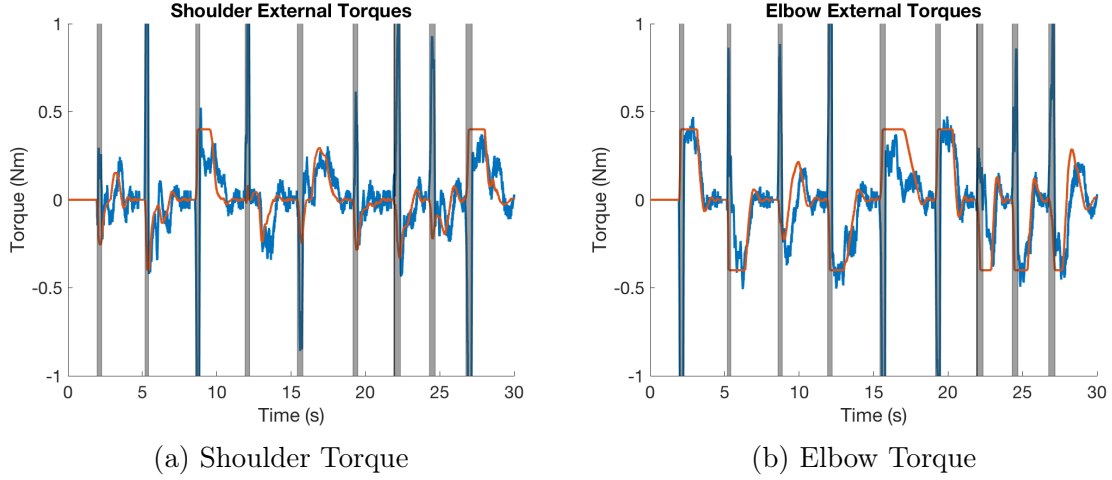 Shoulder External Torques
1
0.5
0
-0.5
-1
Torque (Nm)
0 5 10 15 20 25 30
Time (s)
(a) Shoulder Torque
Elbow External Torques
1
0.5
0
-0.5
-1
Torque (Nm)
0 5 10 15 20 25 30
Time (s)
(b) Elbow Torque